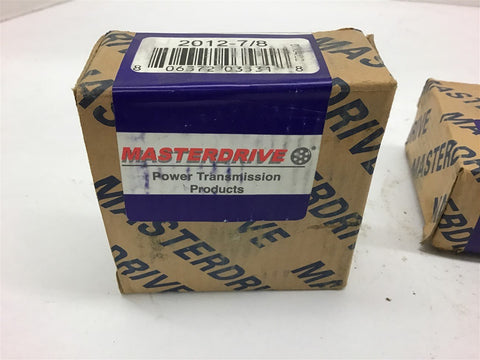 2012-7/8
8 06372 03331 8
MASTERDRIVE
Power Transmission
Products
MASTERDRIVE
MASTERDRIVE